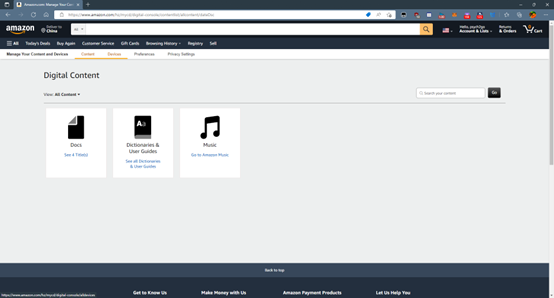 Amazon.com: Manage Your Con
https://www.amazon.com/hz/mycd/digital-console/contentlist/allcontent/dateDsc
amazon
Deliver to
China
All
Hello, psych2go
Account & Lists
Returns
& Orders
Cart
All Today's Deals Buy Again Customer Service Gift Cards Browsing History Registry Sell
Manage Your Content and Devices Content Devices Preferences Privacy Settings
Digital Content
View: All Content
Search your content
Go
Docs
See 4 Title(s)
A3
Dictionaries &
User Guides
See all Dictionaries
& User Guides
Music
Go to Amazon Music
Back to top
https://www.amazon.com/hz/mycd/digital-console/alldevices
Get to Know Us Make Money with Us Amazon Payment Products Let Us Help You